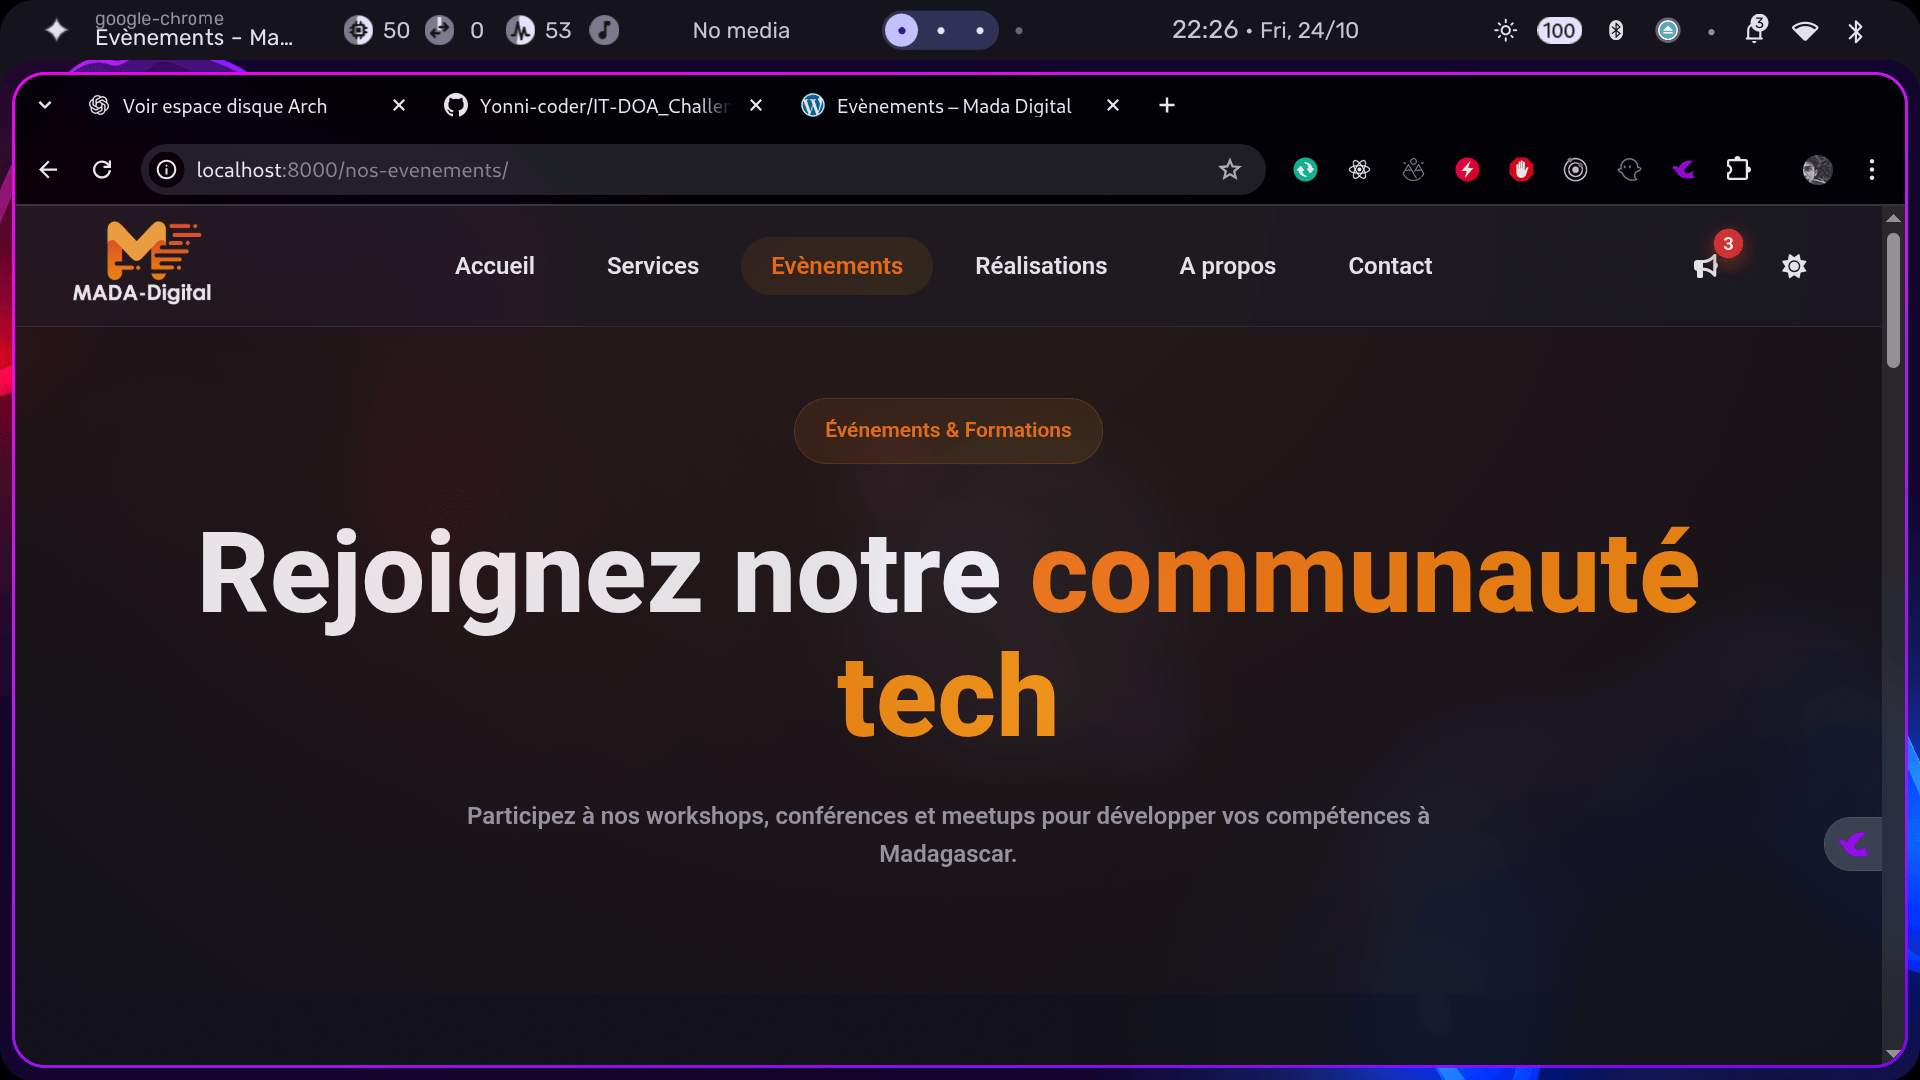 google-chrome
Evènements - Ma...
50
0
53
No media
22:26 • Fri, 24/10
100
3
Voir espace disque Arch
Yonni-coder/IT-DOA_Challer
Evènements – Mada Digital
localhost:8000/nos-evenements/
MADA-Digital
Accueil
Services
Evènements
Réalisations
A propos
Contact
3
Événements & Formations
Rejoignez notre communauté
tech
Participez à nos workshops, conférences et meetups pour développer vos compétences à
Madagascar.